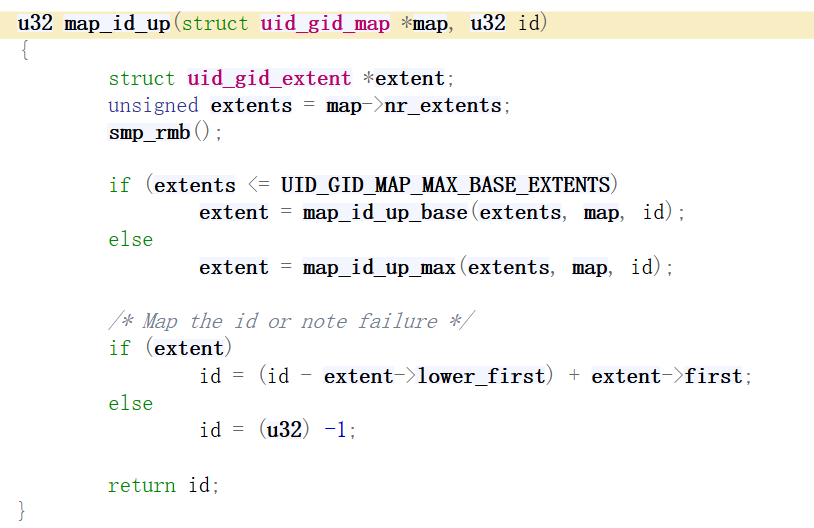 u32 map_id_up(struct uid_gid_map *map, u32 id)
{
        struct uid_gid_extent *extent;
        unsigned extents = map->nr_extents;
        smp_rmb();

        if (extents <= UID_GID_MAP_MAX_BASE_EXTENTS)
                extent = map_id_up_base(extents, map, id);
        else
                extent = map_id_up_max(extents, map, id);

        /* Map the id or note failure */
        if (extent)
                id = (id - extent->lower_first) + extent->first;
        else
                id = (u32) -1;

        return id;
}